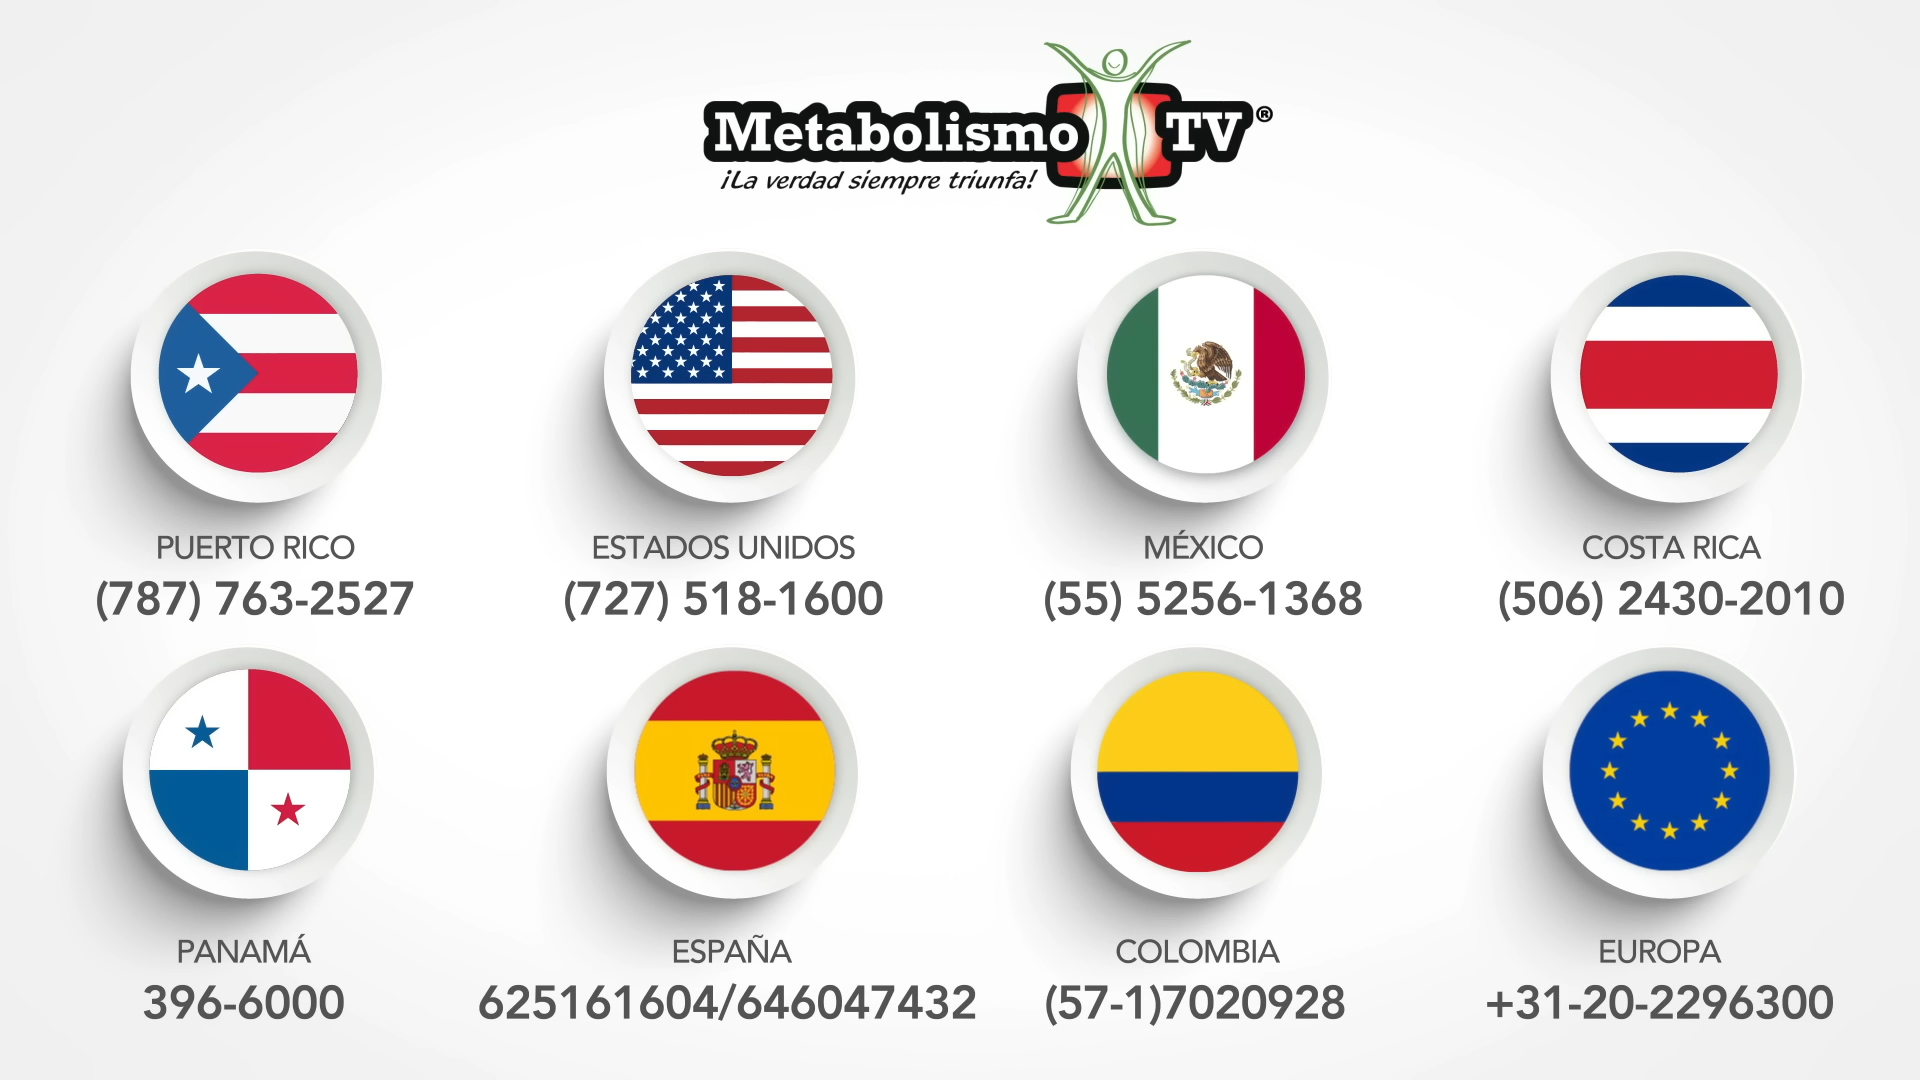 Metabolismo TV®
¡La verdad siempre triunfa!
PUERTO RICO
(787) 763-2527
ESTADOS UNIDOS
(727) 518-1600
MÉXICO
(55) 5256-1368
COSTA RICA
(506) 2430-2010
PANAMÁ
396-6000
ESPAÑA
625161604/646047432
COLOMBIA
(57-1)7020928
EUROPA
+31-20-2296300